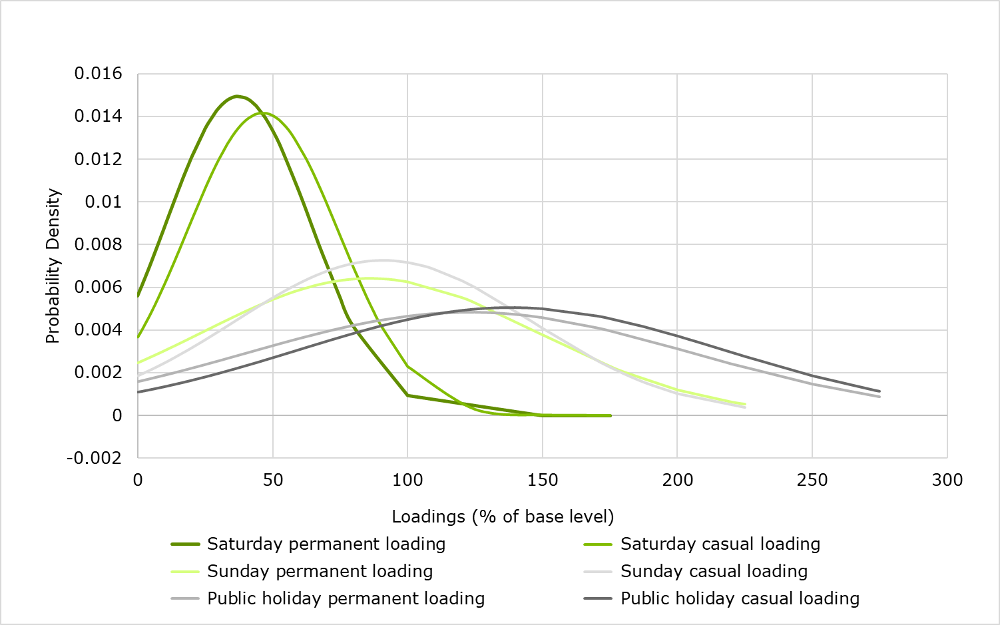 0.016
0.014
0.012
0.01
0.008
0.006
0.004
0.002
0
-0.002
Probability Density
0 50 100 150 200 250 300
Loadings (% of base level)
Saturday permanent loading Saturday casual loading
Sunday permanent loading Sunday casual loading
Public holiday permanent loading Public holiday casual loading